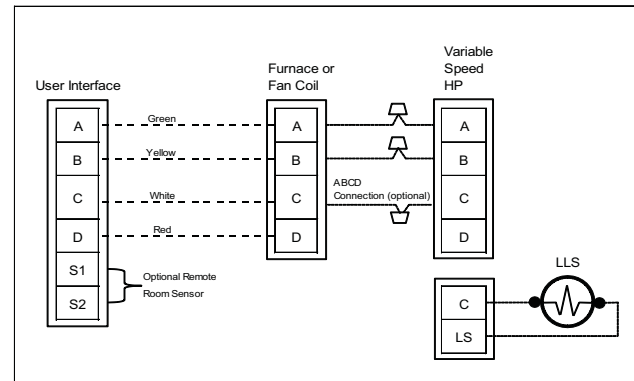 User Interface
A
B
C
D
S1
S2
Green
Yellow
White
Red
Optional Remote
Room Sensor
Furnace or
Fan Coil
A
B
C
D
ABCD
Connection (optional)
Variable
Speed
HP
A
B
C
D
LLS
C
LS